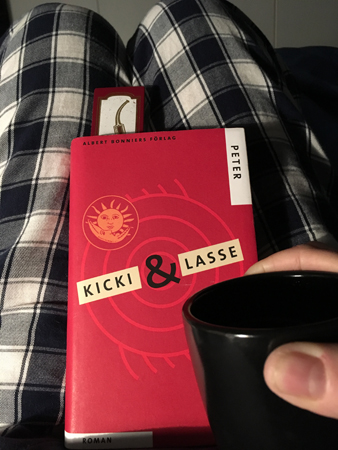 ALBERT BONNIERS FÖRLAG
PETER
KICKI & LASSE
ROMAN